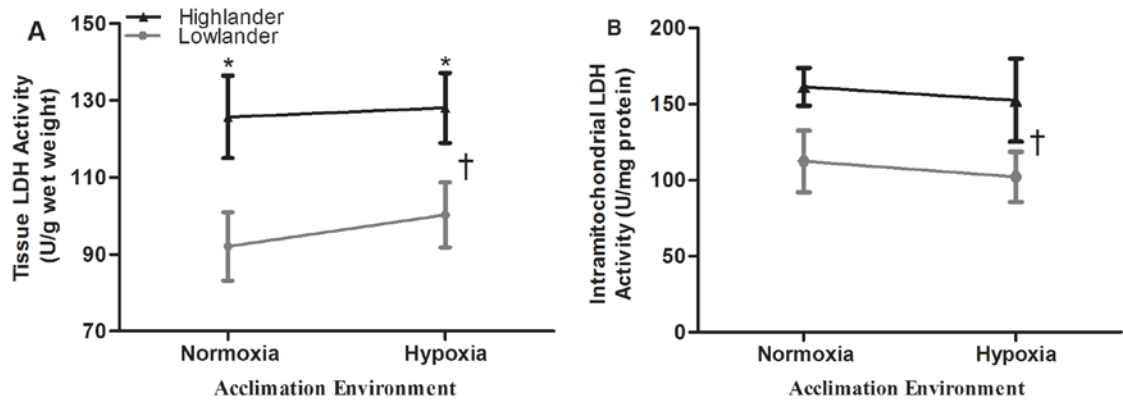 A
Highlander
Lowlander
150
130
110
90
70
* *
†
Tissue LDH Activity
(U/g wet weight)
Normoxia Hypoxia
Acclimation Environment
B
200
150
100
50
0
†
Intramitochondrial LDH
Activity (U/mg protein)
Normoxia Hypoxia
Acclimation Environment